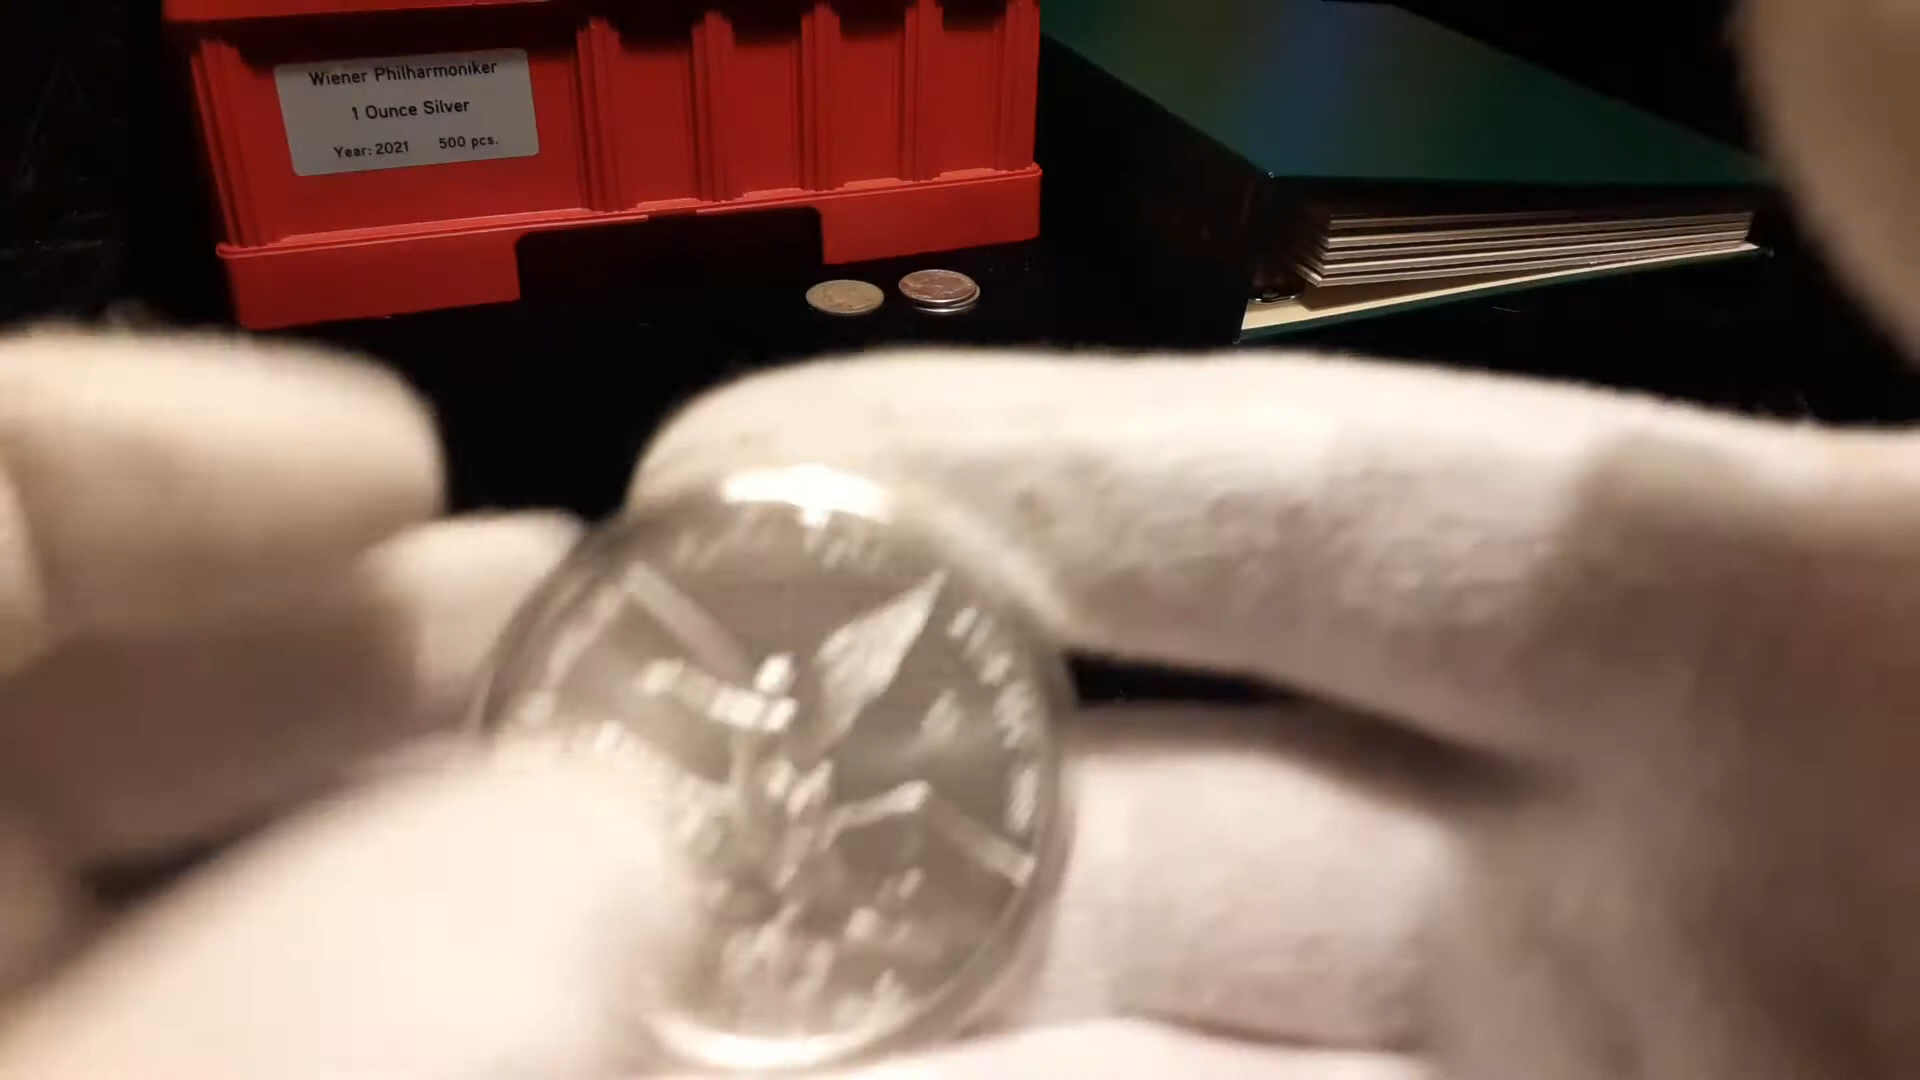 Wiener Philharmoniker
1 Ounce Silver
Year: 2021 500 pcs.